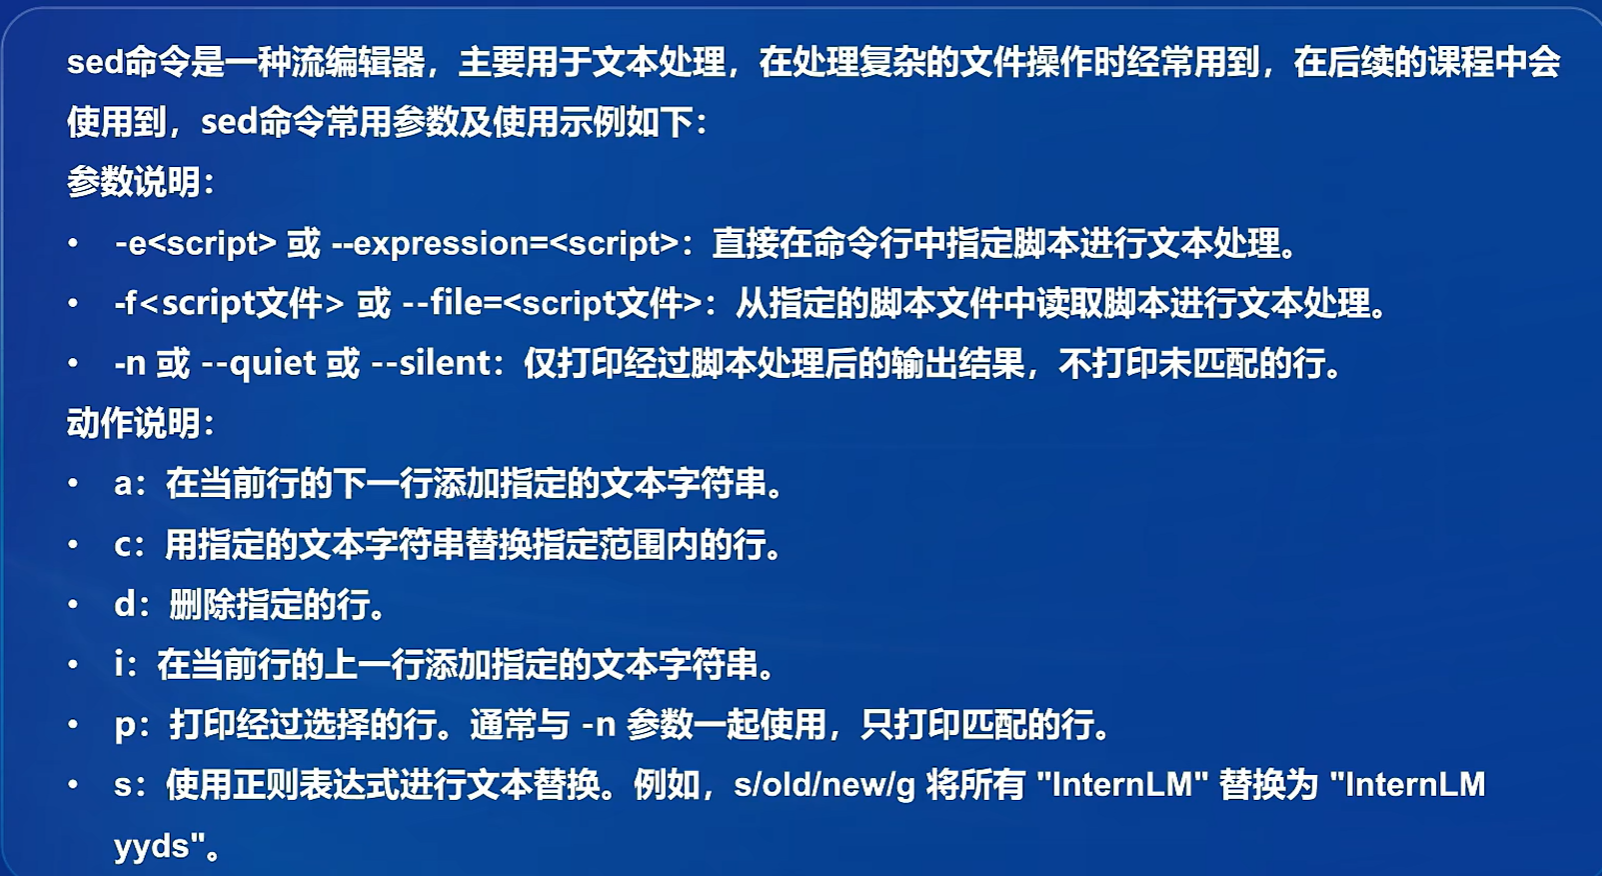 sed命令是一种流编辑器，主要用于文本处理，在处理复杂的文件操作时经常用到，在后续的课程中会
使用到，sed命令常用参数及使用示例如下：
参数说明：
• -e<script> 或 --expression=<script>：直接在命令行中指定脚本进行文本处理。
• -f<script文件> 或 --file=<script文件>：从指定的脚本文件中读取脚本进行文本处理。
• -n 或 --quiet 或 --silent：仅打印经过脚本处理后的输出结果，不打印未匹配的行。
动作说明：
• a：在当前行的下一行添加指定的文本字符串。
• c：用指定的文本字符串替换指定范围内的行。
• d：删除指定的行。
• i：在当前行的上一行添加指定的文本字符串。
• p：打印经过选择的行。通常与 -n 参数一起使用，只打印匹配的行。
• s：使用正则表达式进行文本替换。例如，s/old/new/g 将所有 "InternLM" 替换为 "InternLM
yyds"。